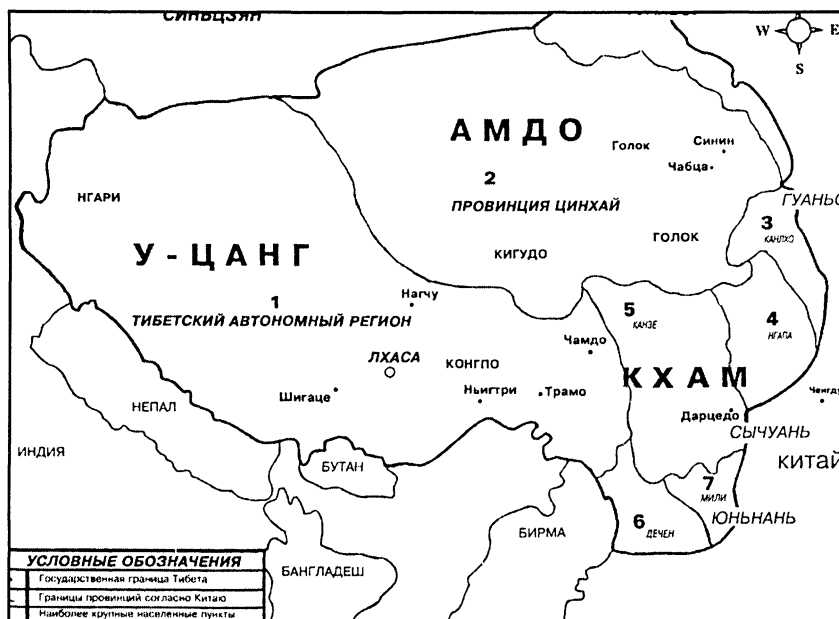 СИНЬЦЗЯН
W E
S
АМДО
Голок
Синин
Чабца
2
ПРОВИНЦИЯ ЦИНХАЙ
НГАРИ
ГУАНЬС
3
КАНЛХО
ГОЛОК
КИГУДО
У-ЦАНГ
1
ТИБЕТСКИЙ АВТОНОМНЫЙ РЕГИОН
Нагчу
5
КАНЗЕ
4
НГАПА
Чамдо
ЛХАСА
КОНГПО
КХАМ
Шигаце
Ньигтри
Трамо
Ченгду
НЕПАЛ
Дарцедо
СЫЧУАНЬ
ИНДИЯ
БУТАН
КИТАЙ
7
МИЛИ
6
ДЕЧЕН
ЮНЬНАНЬ
БИРМА
БАНГЛАДЕШ
УСЛОВНЫЕ ОБОЗНАЧЕНИЯ
Государственная граница Тибета
Границы провинций согласно Китаю
Наиболее крупные населенные пункты